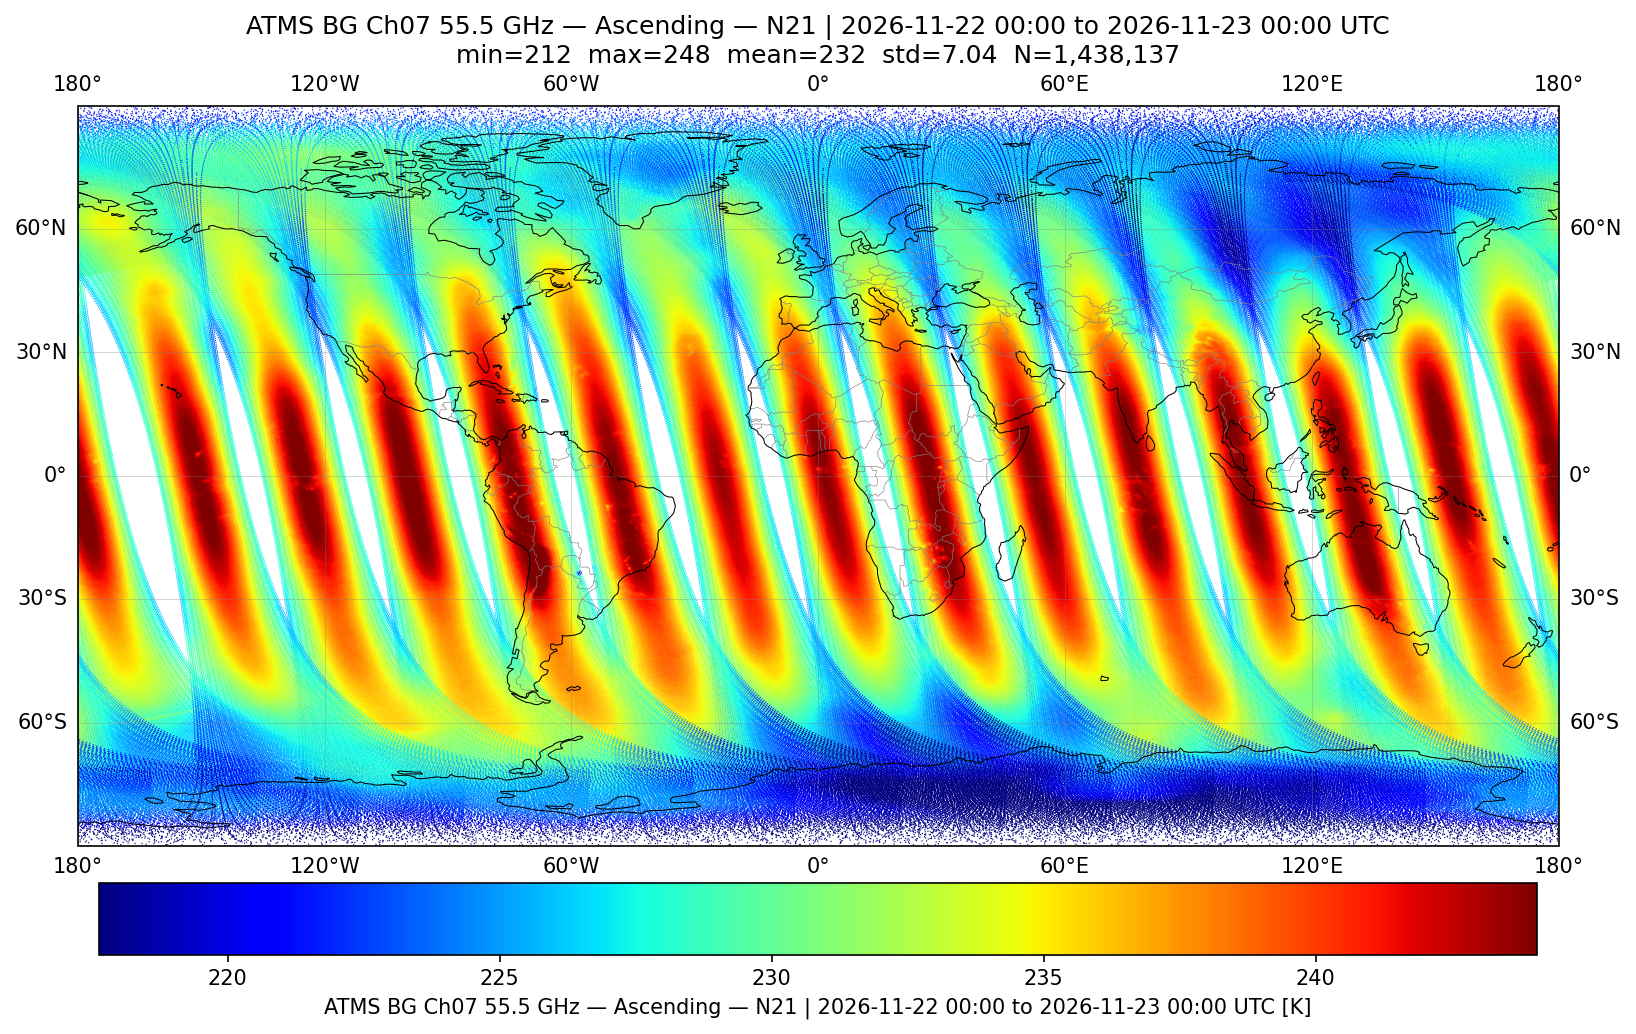 ATMS BG Ch07 55.5 GHz — Ascending — N21 | 2026-11-22 00:00 to 2026-11-23 00:00 UTC
min=212 max=248 mean=232 std=7.04 N=1,438,137
180° 120°W 60°W 0° 60°E 120°E 180°
60°N 60°N
30°N 30°N
0° 0°
30°S 30°S
60°S 60°S
180° 120°W 60°W 0° 60°E 120°E 180°
220 225 230 235 240
ATMS BG Ch07 55.5 GHz — Ascending — N21 | 2026-11-22 00:00 to 2026-11-23 00:00 UTC [K]